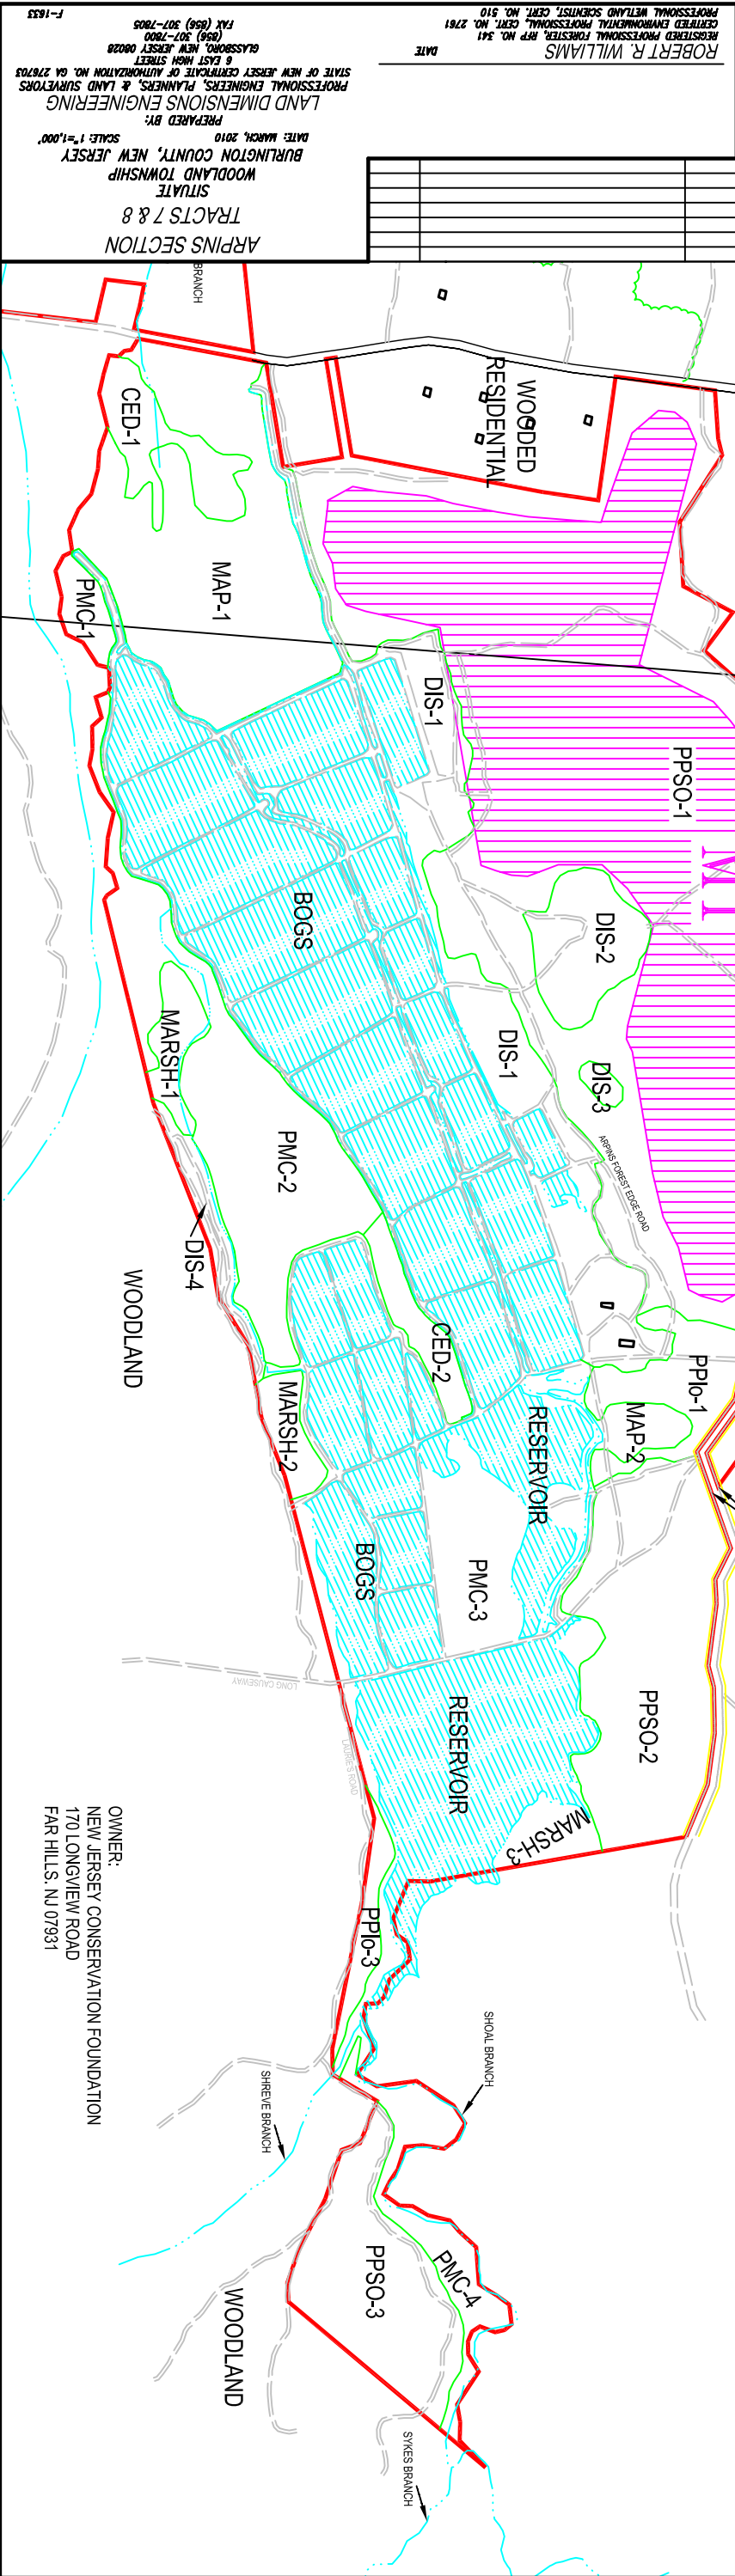 ARPINS SECTION
TRACTS 7 & 8
SITUATE
WOODLAND TOWNSHIP
BURLINGTON COUNTY, NEW JERSEY
DATE: MARCH, 2010 SCALE: 1"=1,000'
PREPARED BY:
LAND DIMENSIONS ENGINEERING
PROFESSIONAL ENGINEERS, PLANNERS, & LAND SURVEYORS
STATE OF NEW JERSEY CERTIFICATE OF AUTHORIZATION NO. GA 276703
6 EAST HIGH STREET
GLASSBORO, NEW JERSEY 08028
(856) 307-7800
FAX (856) 307-7805
F-1633
ROBERT R. WILLIAMS
DATE
REGISTERED PROFESSIONAL FORESTER, RFP NO. 341
CERTIFIED ENVIRONMENTAL PROFESSIONAL, CERT. NO. 2761
PROFESSIONAL WETLAND SCIENTIST, CERT. NO. 510
BRANCH
WOODED
RESIDENTIAL
CED-1
MAP-1
PMC-1
DIS-1
PPSO-1
BOGS
DIS-2
MARSH-1
DIS-1
DIS-3
PMC-2
ARPINS FOREST EDGE ROAD
DIS-4
WOODLAND
CED-2
PPIo-1
MARSH-2
RESERVOIR
MAP-2
BOGS
PMC-3
LONG CAUSEWAY
PPSO-2
RESERVOIR
LAURIE'S ROAD
MARSH-3
PPIo-3
OWNER:
NEW JERSEY CONSERVATION FOUNDATION
170 LONGVIEW ROAD
FAR HILLS, NJ 07931
SHOAL BRANCH
SHREVE BRANCH
PMC-4
PPSO-3
WOODLAND
SYKES BRANCH